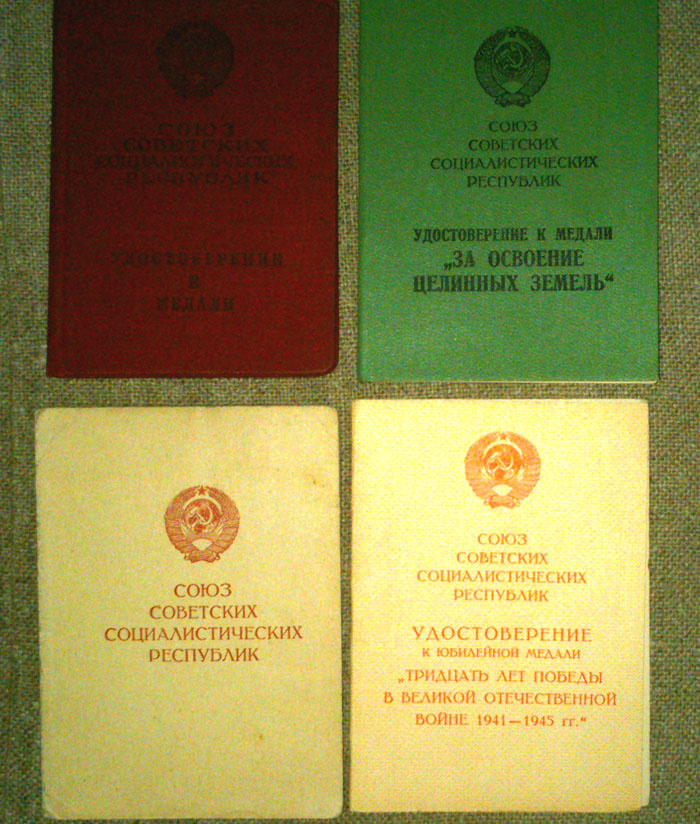 СОЮЗ
СОВЕТСКИХ
СОЦИАЛИСТИЧЕСКИХ
РЕСПУБЛИК
УДОСТОВЕРЕНИЕ
К
МЕДАЛИ
СОЮЗ
СОВЕТСКИХ
СОЦИАЛИСТИЧЕСКИХ
РЕСПУБЛИК
УДОСТОВЕРЕНИЕ К МЕДАЛИ
„ЗА ОСВОЕНИЕ
ЦЕЛИННЫХ ЗЕМЕЛЬ“
СОЮЗ
СОВЕТСКИХ
СОЦИАЛИСТИЧЕСКИХ
РЕСПУБЛИК
СОЮЗ
СОВЕТСКИХ
СОЦИАЛИСТИЧЕСКИХ
РЕСПУБЛИК
УДОСТОВЕРЕНИЕ
К ЮБИЛЕЙНОЙ МЕДАЛИ
„ТРИДЦАТЬ ЛЕТ ПОБЕДЫ
В ВЕЛИКОЙ ОТЕЧЕСТВЕННОЙ
ВОЙНЕ 1941—1945 гг.“